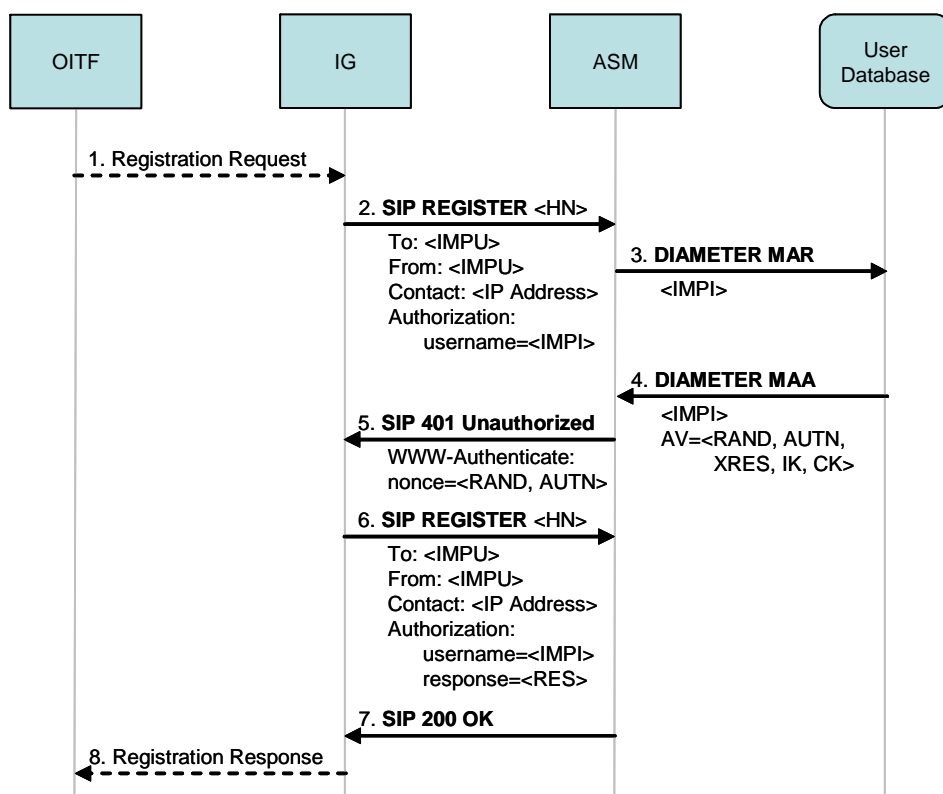 OITF
IG
ASM
User
Database
1. Registration Request
2. SIP REGISTER <HN>
To: <IMPU>
From: <IMPU>
Contact: <IP Address>
Authorization:
username=<IMPI>
3. DIAMETER MAR
<IMPI>
4. DIAMETER MAA
<IMPI>
AV=<RAND, AUTN,
XRES, IK, CK>
5. SIP 401 Unauthorized
WWW-Authenticate:
nonce=<RAND, AUTN>
6. SIP REGISTER <HN>
To: <IMPU>
From: <IMPU>
Contact: <IP Address>
Authorization:
username=<IMPI>
response=<RES>
7. SIP 200 OK
8. Registration Response